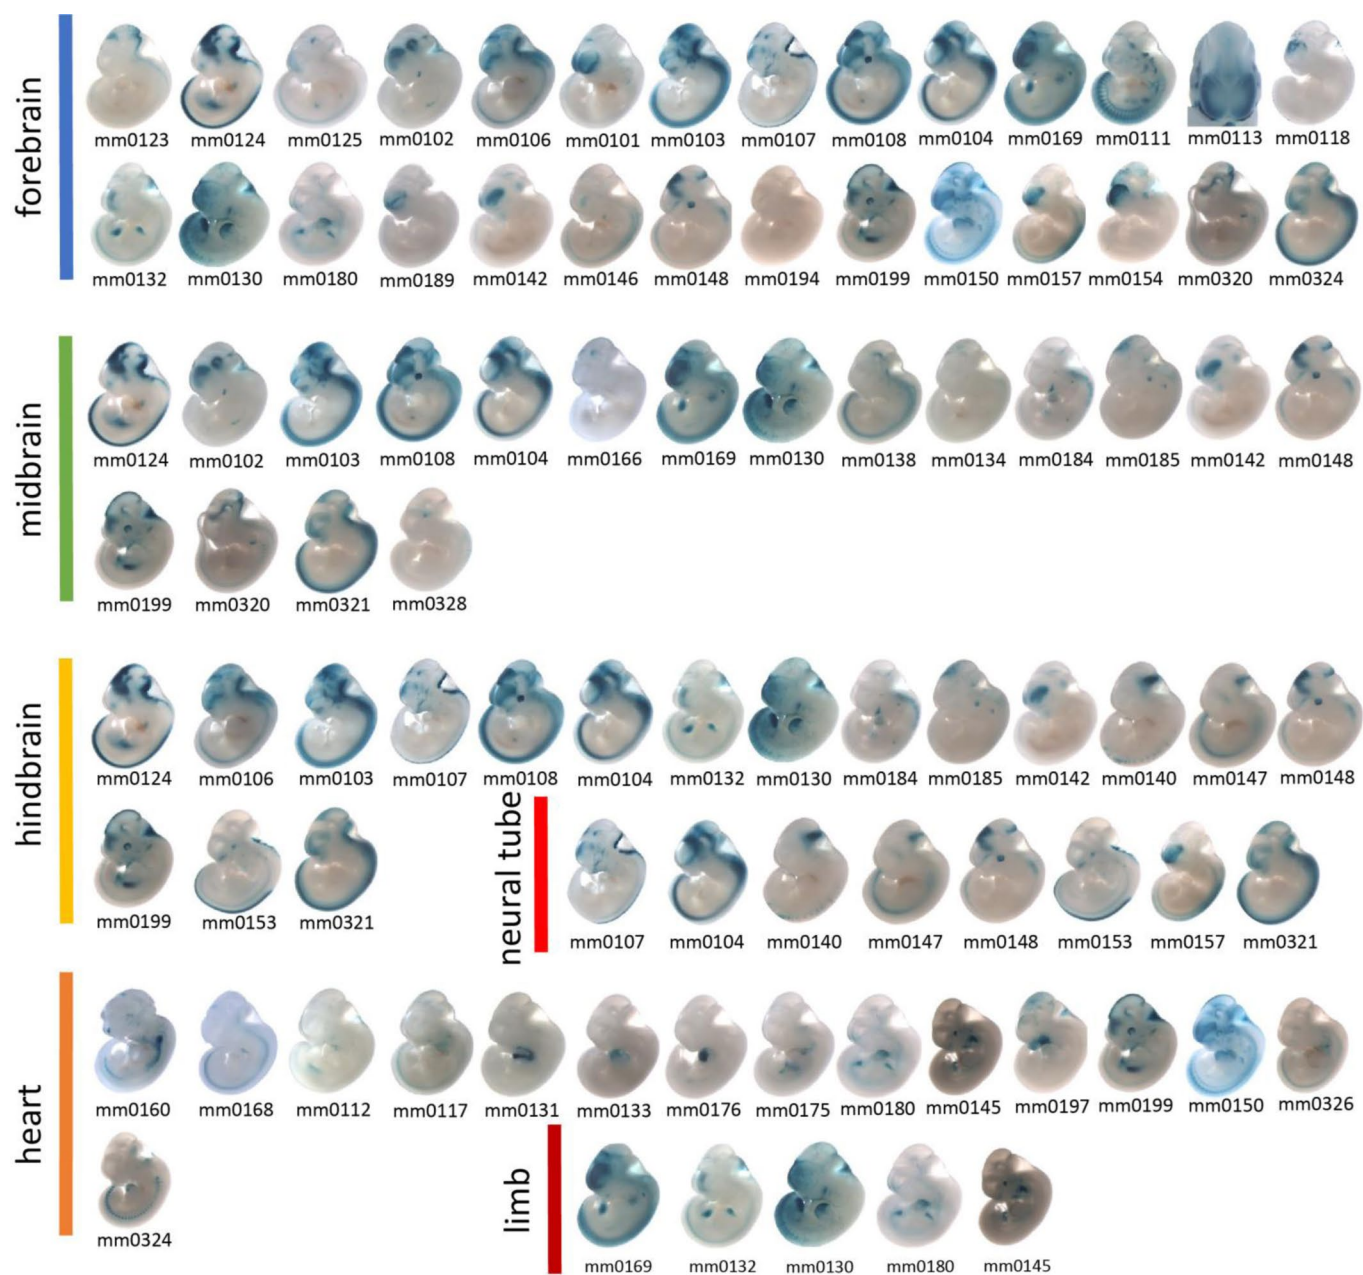 forebrain
mm0123 mm0124 mm0125 mm0102 mm0106 mm0101 mm0103 mm0107 mm0108 mm0104 mm0169 mm0111 mm0113 mm0118
mm0132 mm0130 mm0180 mm0189 mm0142 mm0146 mm0148 mm0194 mm0199 mm0150 mm0157 mm0154 mm0320 mm0324
midbrain
mm0124 mm0102 mm0103 mm0108 mm0104 mm0166 mm0169 mm0130 mm0138 mm0134 mm0184 mm0185 mm0142 mm0148
mm0199 mm0320 mm0321 mm0328
hindbrain
mm0124 mm0106 mm0103 mm0107 mm0108 mm0104 mm0132 mm0130 mm0184 mm0185 mm0142 mm0140 mm0147 mm0148
mm0199 mm0153 mm0321
neural tube
mm0107 mm0104 mm0140 mm0147 mm0148 mm0153 mm0157 mm0321
heart
mm0160 mm0168 mm0112 mm0117 mm0131 mm0133 mm0176 mm0175 mm0180 mm0145 mm0197 mm0199 mm0150 mm0326
mm0324
limb
mm0169 mm0132 mm0130 mm0180 mm0145